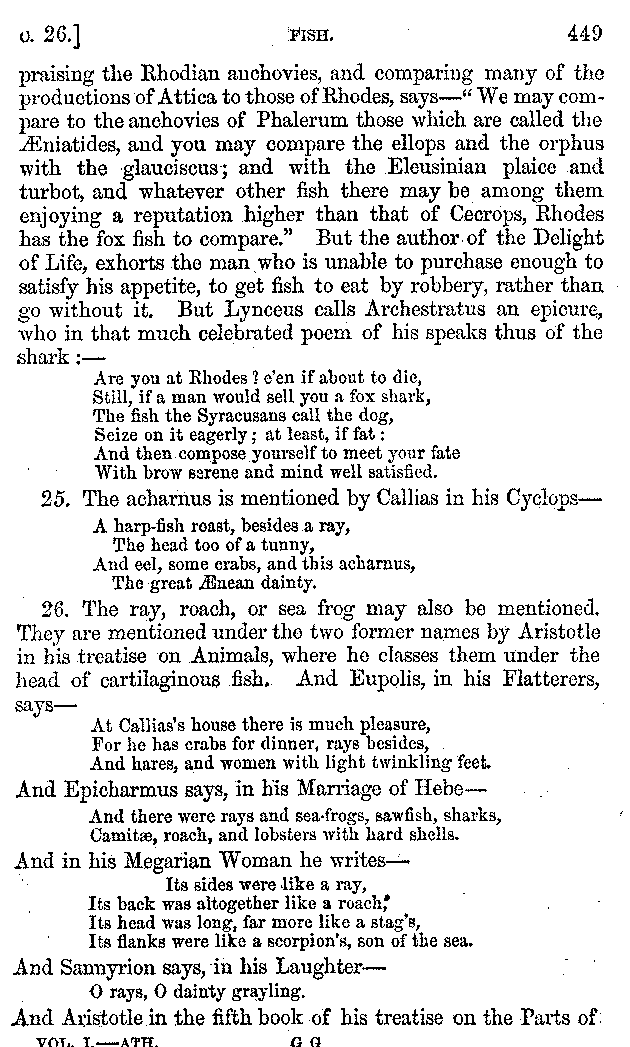 c. 26.] FISH. 449
praising the Rhodian anchovies, and comparing many of the
productions of Attica to those of Rhodes, says—“ We may com-
pare to the anchovies of Phalerum those which are called the
Æniatides, and you may compare the ellops and the orphus
with the glauciscus; and with the Eleusinian plaice and
turbot, and whatever other fish there may be among them
enjoying a reputation higher than that of Cecrops, Rhodes
has the fox fish to compare.” But the author of the Delight
of Life, exhorts the man who is unable to purchase enough to
satisfy his appetite, to get fish to eat by robbery, rather than
go without it. But Lynceus calls Archestratus an epicure,
who in that much celebrated poem of his speaks thus of the
shark :—
Are you at Rhodes ? e'en if about to die,
Still, if a man would sell you a fox shark,
The fish the Syracusans call the dog,
Seize on it eagerly ; at least, if fat :
And then compose yourself to meet your fate
With brow serene and mind well satisfied.
25. The acharnus is mentioned by Callias in his Cyclops—
A harp-fish roast, besides a ray,
The head too of a tunny,
And eel, some crabs, and this acharnus,
The great Ænean dainty.
26. The ray, roach, or sea frog may also be mentioned.
They are mentioned under the two former names by Aristotle
in his treatise on Animals, where he classes them under the
head of cartilaginous fish. And Eupolis, in his Flatterers,
says—
At Callias's house there is much pleasure,
For he has crabs for dinner, rays besides,
And hares, and women with light twinkling feet.
And Epicharmus says, in his Marriage of Hebe—
And there were rays and sea-frogs, sawfish, sharks,
Camitæ, roach, and lobsters with hard shells.
And in his Megarian Woman he writes—
Its sides were like a ray,
Its back was altogether like a roach,
Its head was long, far more like a stag's,
Its flanks were like a scorpion's, son of the sea.
And Sannyrion says, in his Laughter—
O rays, O dainty grayling.
And Aristotle in the fifth book of his treatise on the Parts of
VOL. I.—ATH. G G